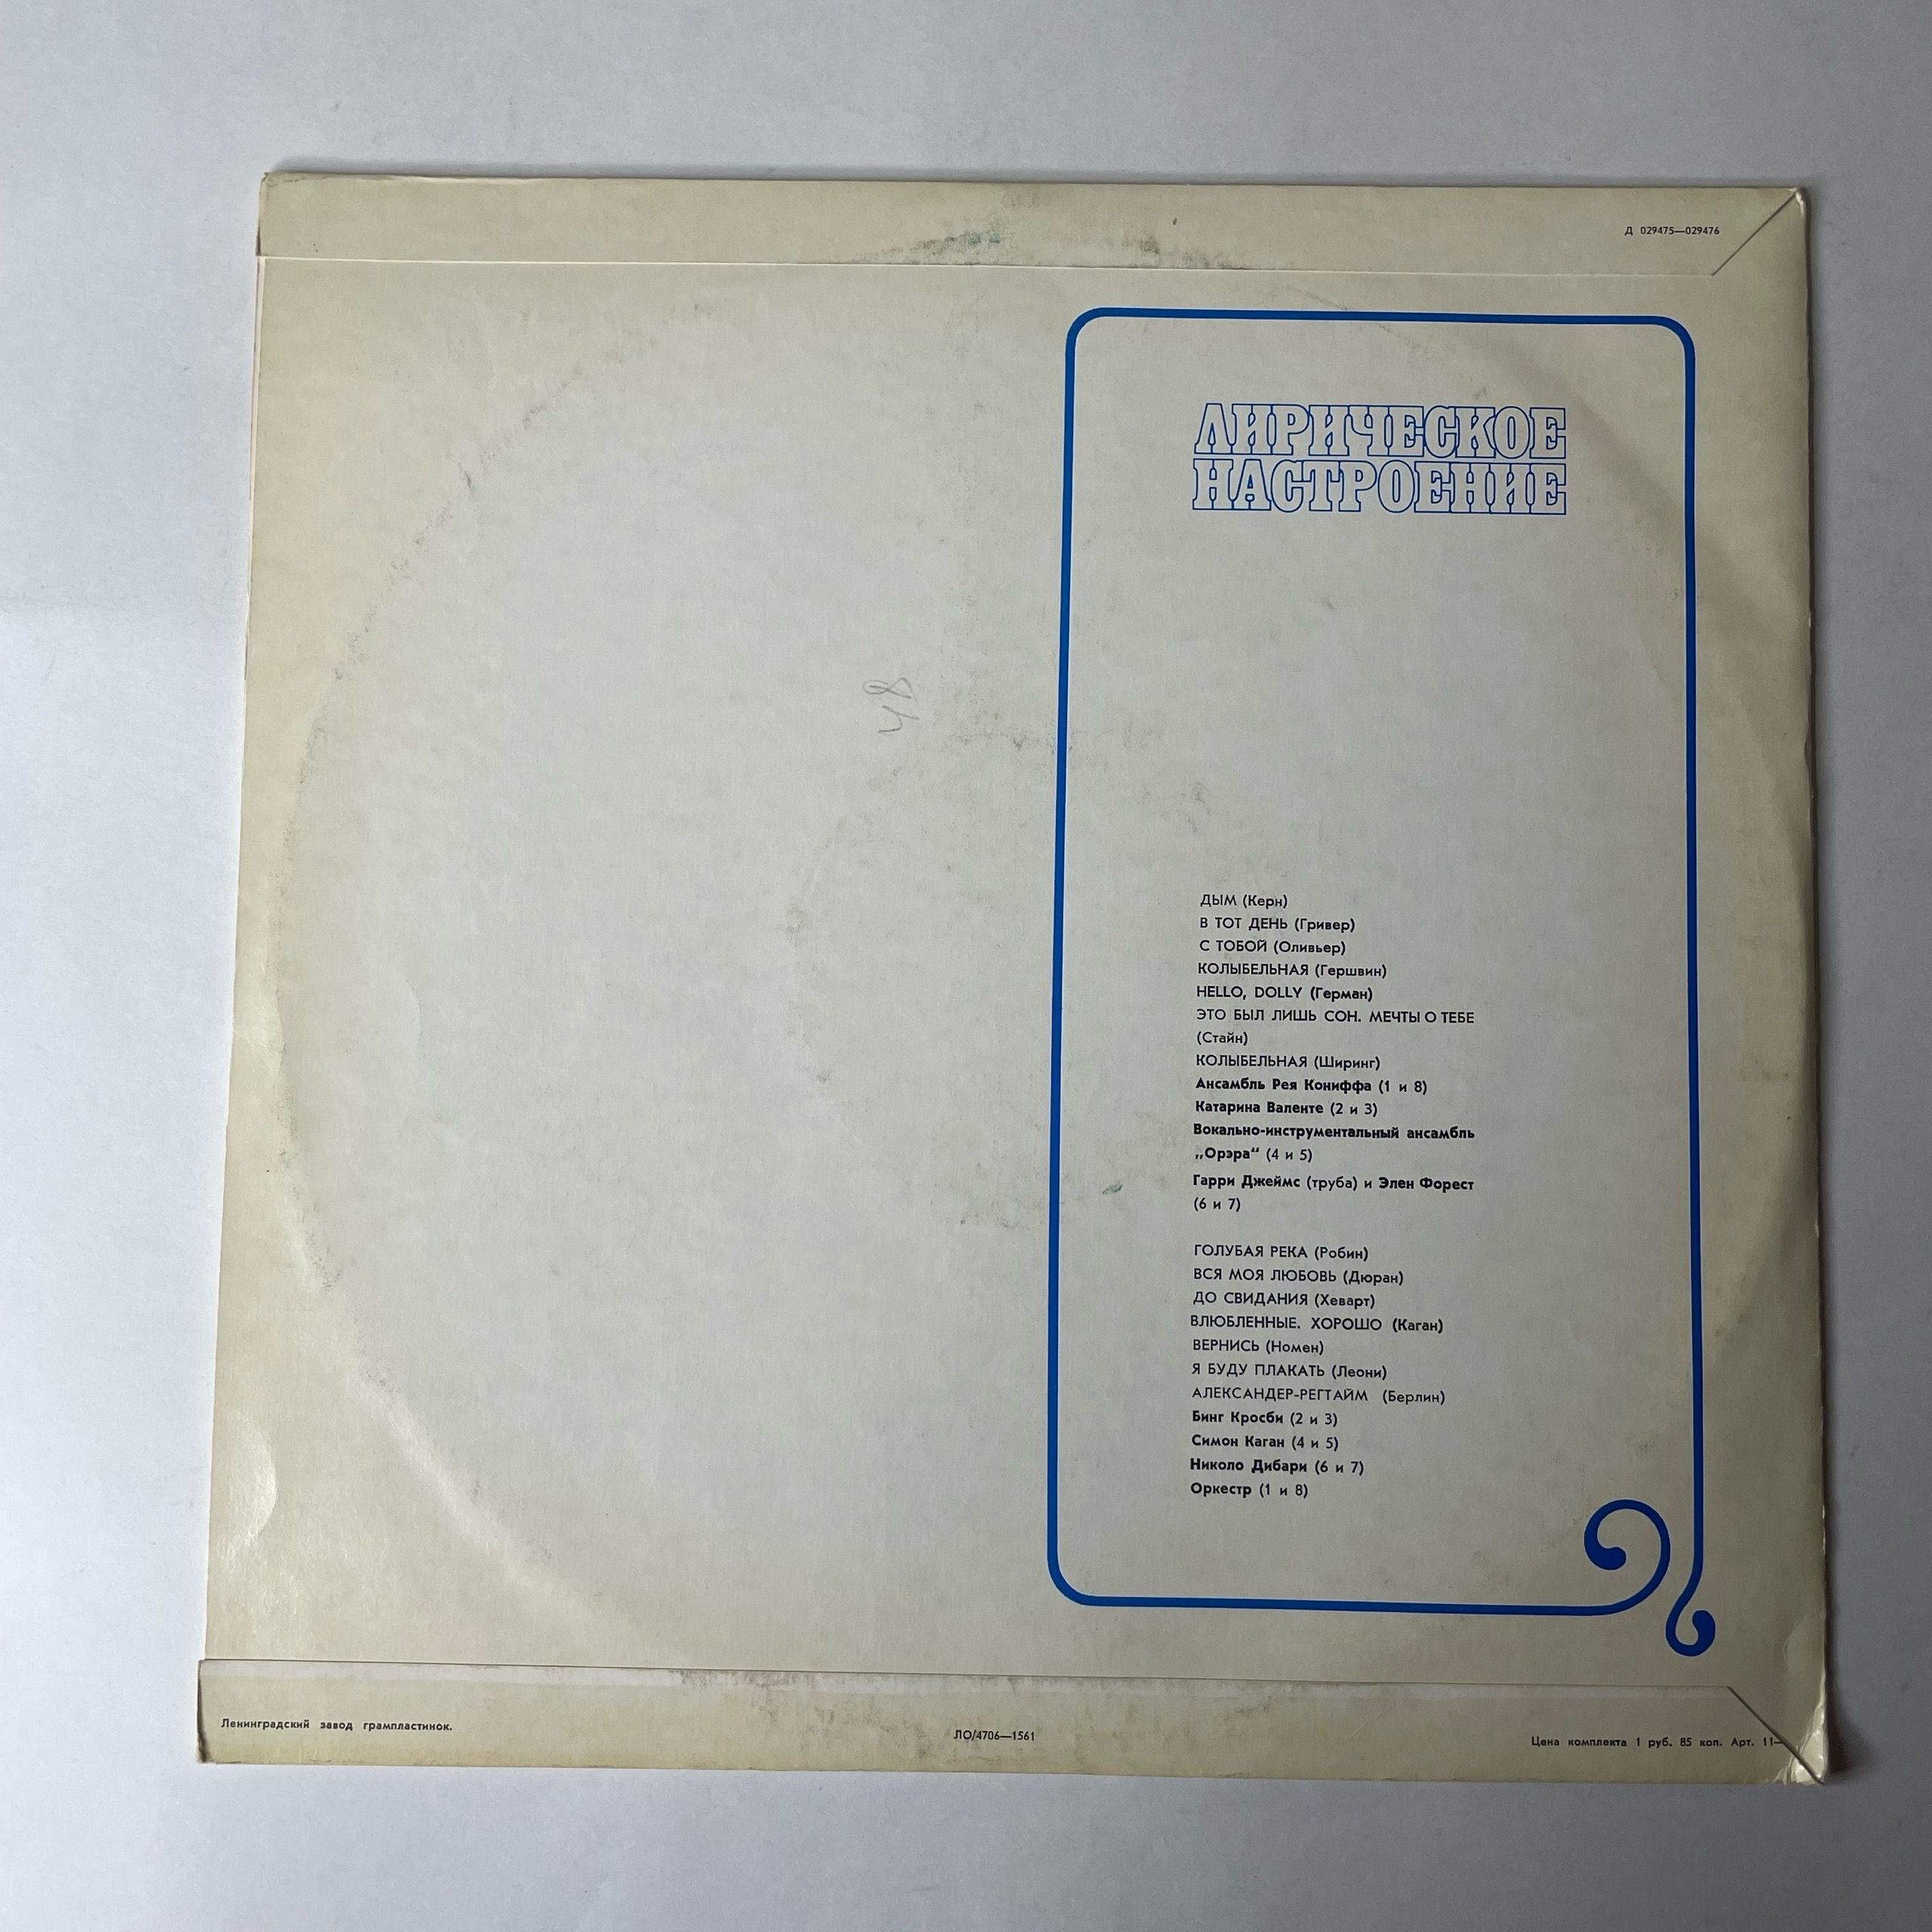 Д 029475—029476
ЛИРИЧЕСКОЕ
НАСТРОЕНИЕ
48
ДЫМ (Керн)
В ТОТ ДЕНЬ (Гривер)
С ТОБОЙ (Оливьер)
КОЛЫБЕЛЬНАЯ (Гершвин)
HELLO, DOLLY (Герман)
ЭТО БЫЛ ЛИШЬ СОН. МЕЧТЫ О ТЕБЕ
(Стайн)
КОЛЫБЕЛЬНАЯ (Ширинг)
Ансамбль Рея Кониффа (1 и 8)
Катарина Валенте (2 и 3)
Вокально-инструментальный ансамбль
„Орэра“ (4 и 5)
Гарри Джеймс (труба) и Элен Форест
(6 и 7)
ГОЛУБАЯ РЕКА (Робин)
ВСЯ МОЯ ЛЮБОВЬ (Дюран)
ДО СВИДАНИЯ (Хеварт)
ВЛЮБЛЕННЫЕ. ХОРОШО (Каган)
ВЕРНИСЬ (Номен)
Я БУДУ ПЛАКАТЬ (Леони)
АЛЕКСАНДЕР-РЕГТАЙМ (Берлин)
Бинг Кросби (2 и 3)
Симон Каган (4 и 5)
Николо Дибари (6 и 7)
Оркестр (1 и 8)
Ленинградский завод грампластинок.
ЛО/4706—1561
Цена комплекта 1 руб. 85 коп. Арт. 11—